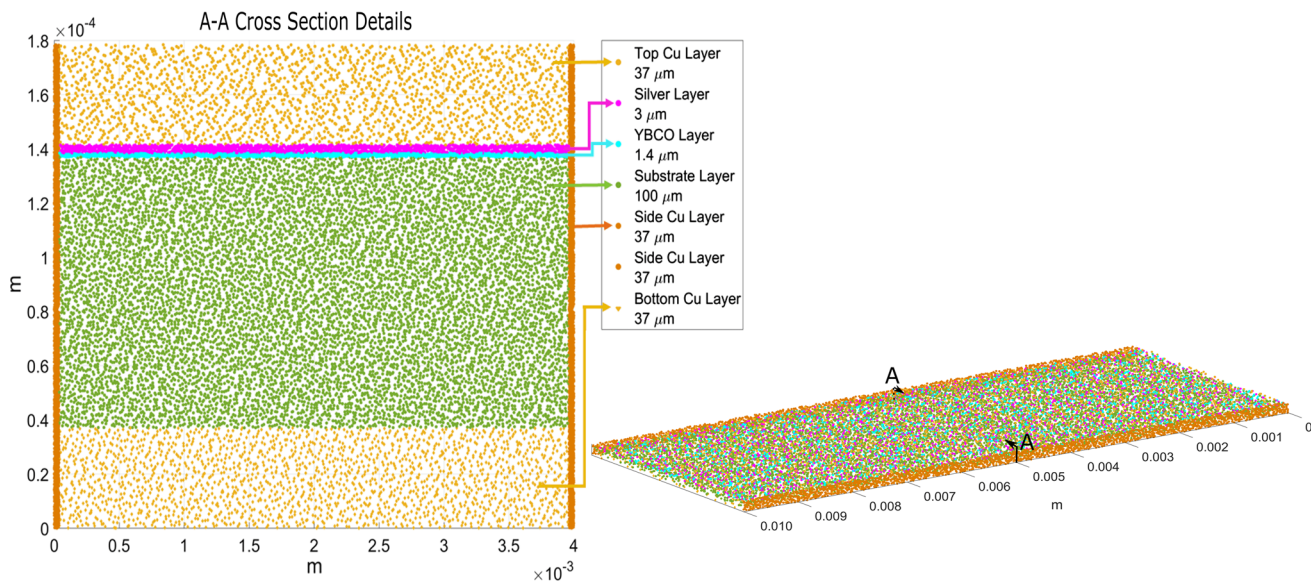 A-A Cross Section Details
×10⁻⁴
1.8
1.6
1.4
1.2
1
0.8
0.6
0.4
0.2
0
m
0
0.5
1
1.5
2
2.5
3
3.5
4
m
×10⁻³
Top Cu Layer
37 μm
Silver Layer
3 μm
YBCO Layer
1.4 μm
Substrate Layer
100 μm
Side Cu Layer
37 μm
Side Cu Layer
37 μm
Bottom Cu Layer
37 μm
A
A
0
0.001
0.002
0.003
0.004
0.005
0.006
0.007
0.008
0.009
0.010
m